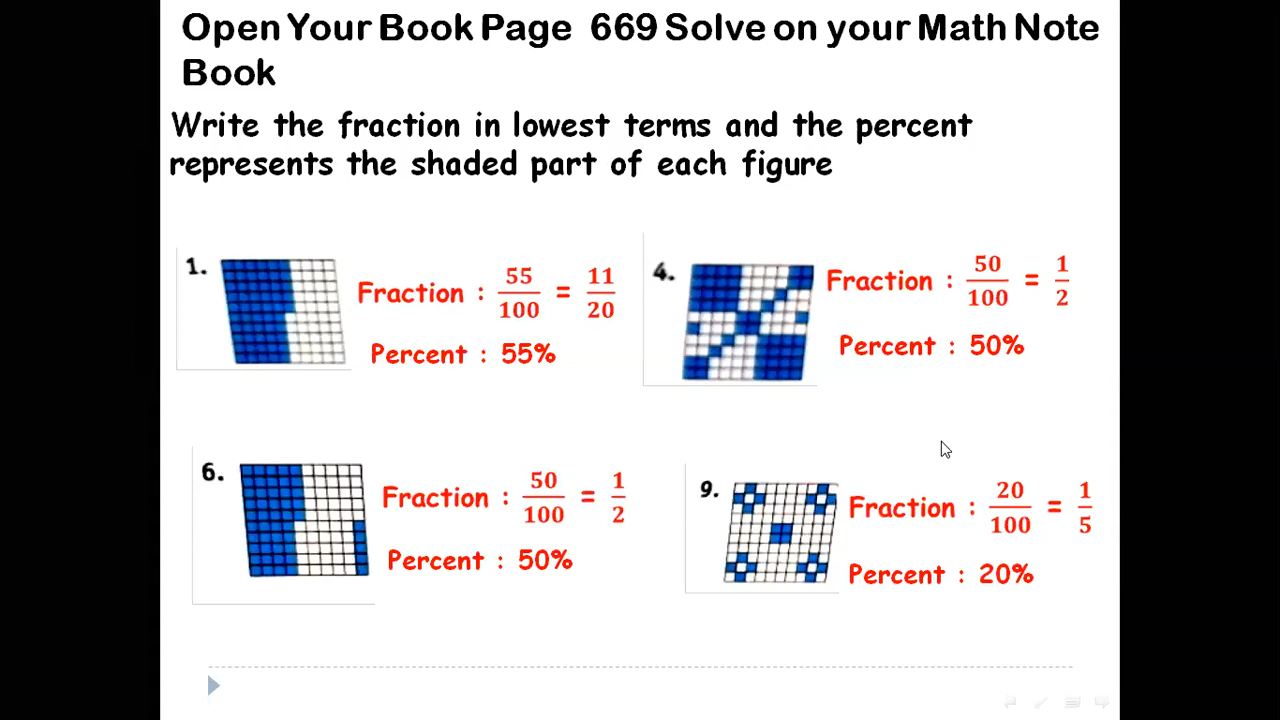 Open Your Book Page 669 Solve on your Math Note
Book
Write the fraction in lowest terms and the percent
represents the shaded part of each figure
1.
Fraction : 55/100 = 11/20
Percent : 55%
4.
Fraction : 50/100 = 1/2
Percent : 50%
6.
Fraction : 50/100 = 1/2
Percent : 50%
9.
Fraction : 20/100 = 1/5
Percent : 20%